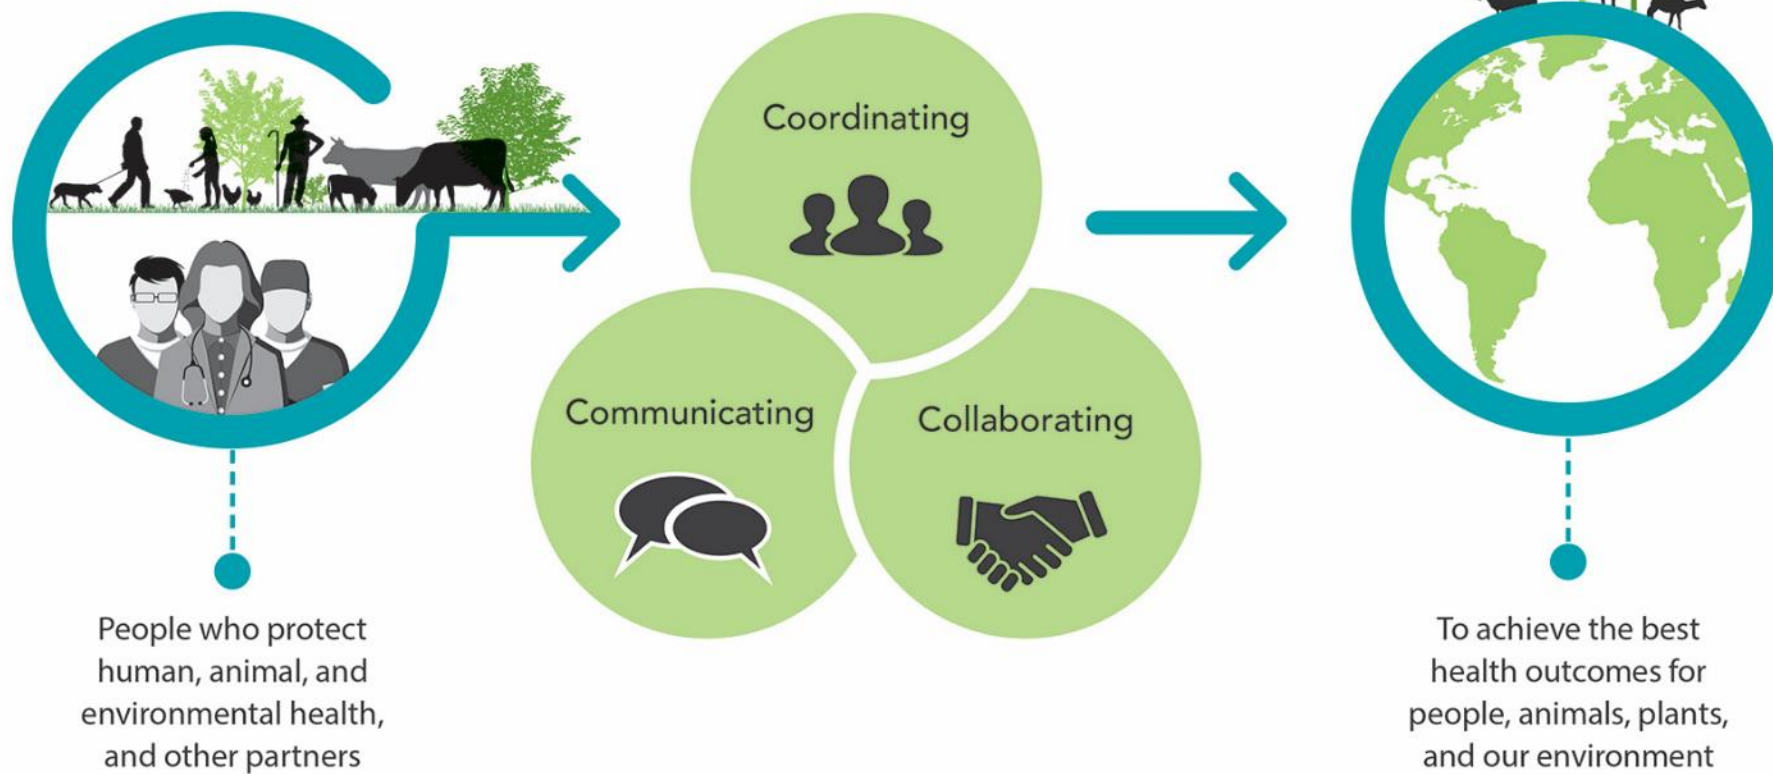 Coordinating
Communicating
Collaborating
People who protect
human, animal, and
environmental health,
and other partners
To achieve the best
health outcomes for
people, animals, plants,
and our environment